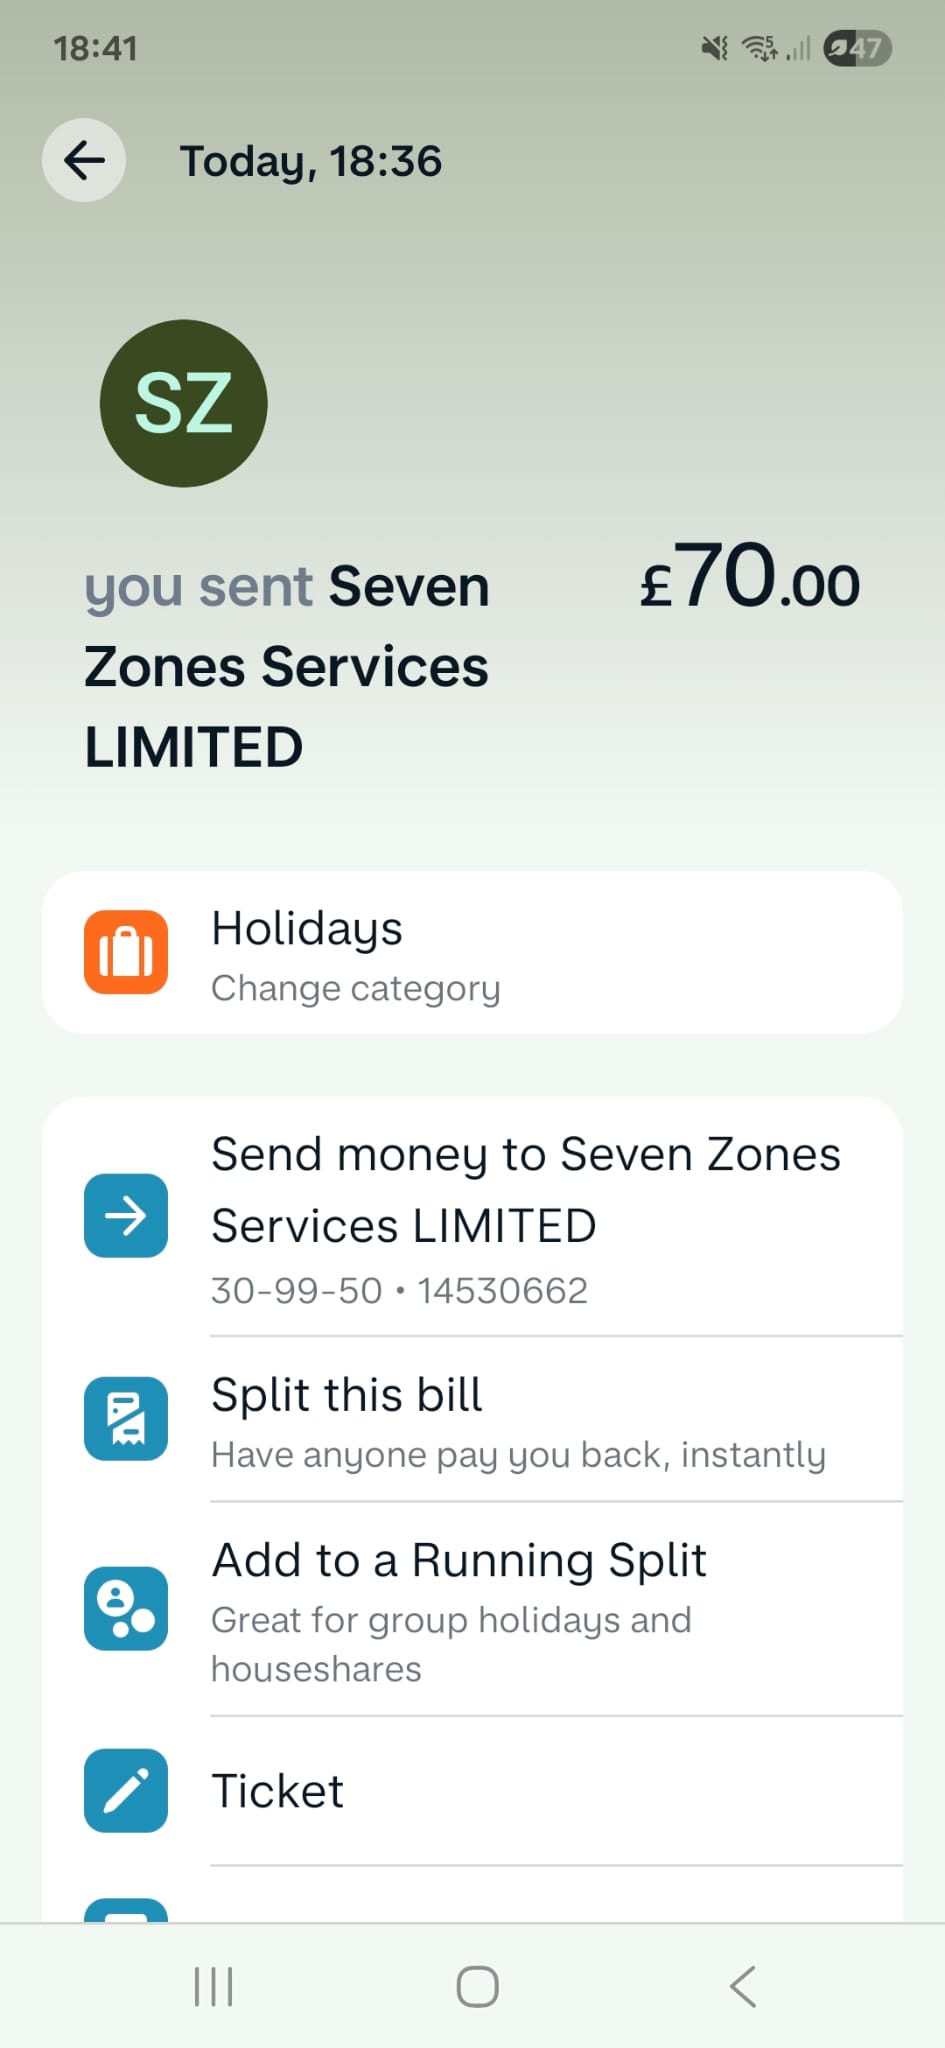 18:41
5
47
Today, 18:36
SZ
you sent Seven
Zones Services
LIMITED
£70.00
Holidays
Change category
Send money to Seven Zones
Services LIMITED
30-99-50 • 14530662
Split this bill
Have anyone pay you back, instantly
Add to a Running Split
Great for group holidays and
houseshares
Ticket